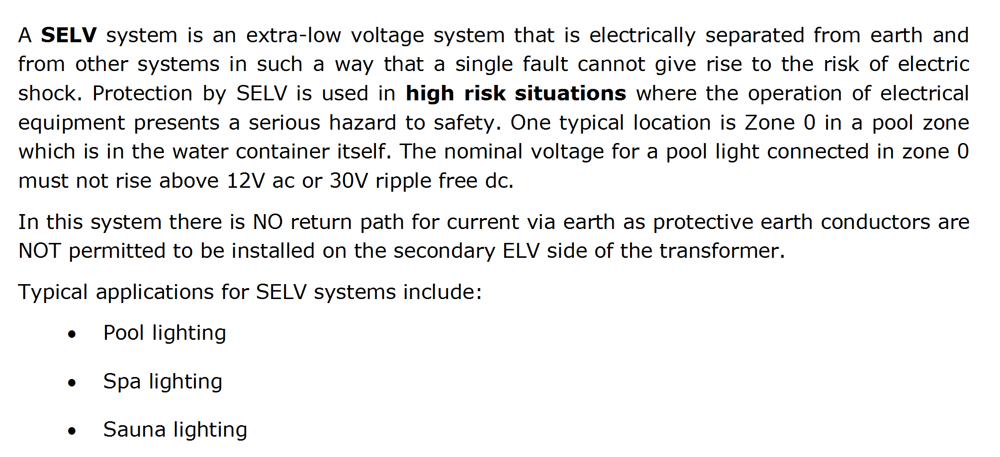 A SELV system is an extra-low voltage system that is electrically separated from earth and
from other systems in such a way that a single fault cannot give rise to the risk of electric
shock. Protection by SELV is used in high risk situations where the operation of electrical
equipment presents a serious hazard to safety. One typical location is Zone 0 in a pool zone
which is in the water container itself. The nominal voltage for a pool light connected in zone 0
must not rise above 12V ac or 30V ripple free dc.
In this system there is NO return path for current via earth as protective earth conductors are
NOT permitted to be installed on the secondary ELV side of the transformer.
Typical applications for SELV systems include:
• Pool lighting
• Spa lighting
• Sauna lighting